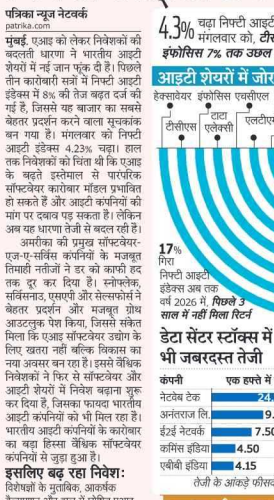 पत्रिका न्यूज नेटवर्क
patrika.com
मुंबई. एआइ को लेकर निवेशकों की
बदलती धारणा ने भारतीय आइटी
शेयरों में नई जान फूंक दी है। पिछले
तीन कारोबारी सत्रों में निफ्टी आइटी
इंडेक्स में 8% की तेज बढ़त दर्ज की
गई है, जिससे यह बाजार का सबसे
बेहतर प्रदर्शन करने वाला सूचकांक
बन गया है। मंगलवार को निफ्टी
आइटी इंडेक्स 4.23% चढ़ा। हाल
तक निवेशकों को चिंता थी कि एआइ
के बढ़ते इस्तेमाल से पारंपरिक
सॉफ्टवेयर कारोबार मॉडल प्रभावित
हो सकते हैं और आइटी कंपनियों की
मांग पर दबाव पड़ सकता है। लेकिन
अब यह धारणा तेजी से बदल रही है।
अमरीका की प्रमुख सॉफ्टवेयर-
एज-ए-सर्विस कंपनियों के मजबूत
तिमाही नतीजों ने डर को काफी हद
तक दूर कर दिया है। स्नोफ्लेक,
सर्विसनाउ, एसएपी और सेल्सफोर्स ने
बेहतर प्रदर्शन और मजबूत ग्रोथ
आउटलुक पेश किया, जिससे संकेत
मिला कि एआइ सॉफ्टवेयर उद्योग के
लिए खतरा नहीं बल्कि विकास का
नया अवसर बन रहा है। इससे वैश्विक
निवेशकों ने फिर से सॉफ्टवेयर और
आइटी शेयरों में निवेश बढ़ाना शुरू
कर दिया है, जिसका फायदा भारतीय
आइटी कंपनियों को भी मिल रहा है।
भारतीय आइटी कंपनियों के कारोबार
का बड़ा हिस्सा वैश्विक सॉफ्टवेयर
कंपनियों से जुड़ा हुआ है।
इसलिए बढ़ रहा निवेश:
विशेषज्ञों के मुताबिक, आकर्षक
4.3% चढ़ा निफ्टी आइटी
मंगलवार को, टीस
इंफोसिस 7% तक उछल
आइटी शेयरों में जोर
हेक्सावेयर इंफोसिस एचसीएल
टीसीएस टाटा एलेक्सी एलटीएम
17%
गिरा
निफ्टी आइटी
इंडेक्स अब तक
वर्ष 2026 में, पिछले 3
साल में नहीं मिला रिटर्न
डेटा सेंटर स्टॉक्स में
भी जबरदस्त तेजी
कंपनी एक हफ्ते में
नेटवेब टेक 24.
अनंतराज लि. 9.
ई2ई नेटवर्क 7.50
कमिंस इंडिया 4.50
एबीबी इंडिया 4.15
तेजी के आंकड़े फीस